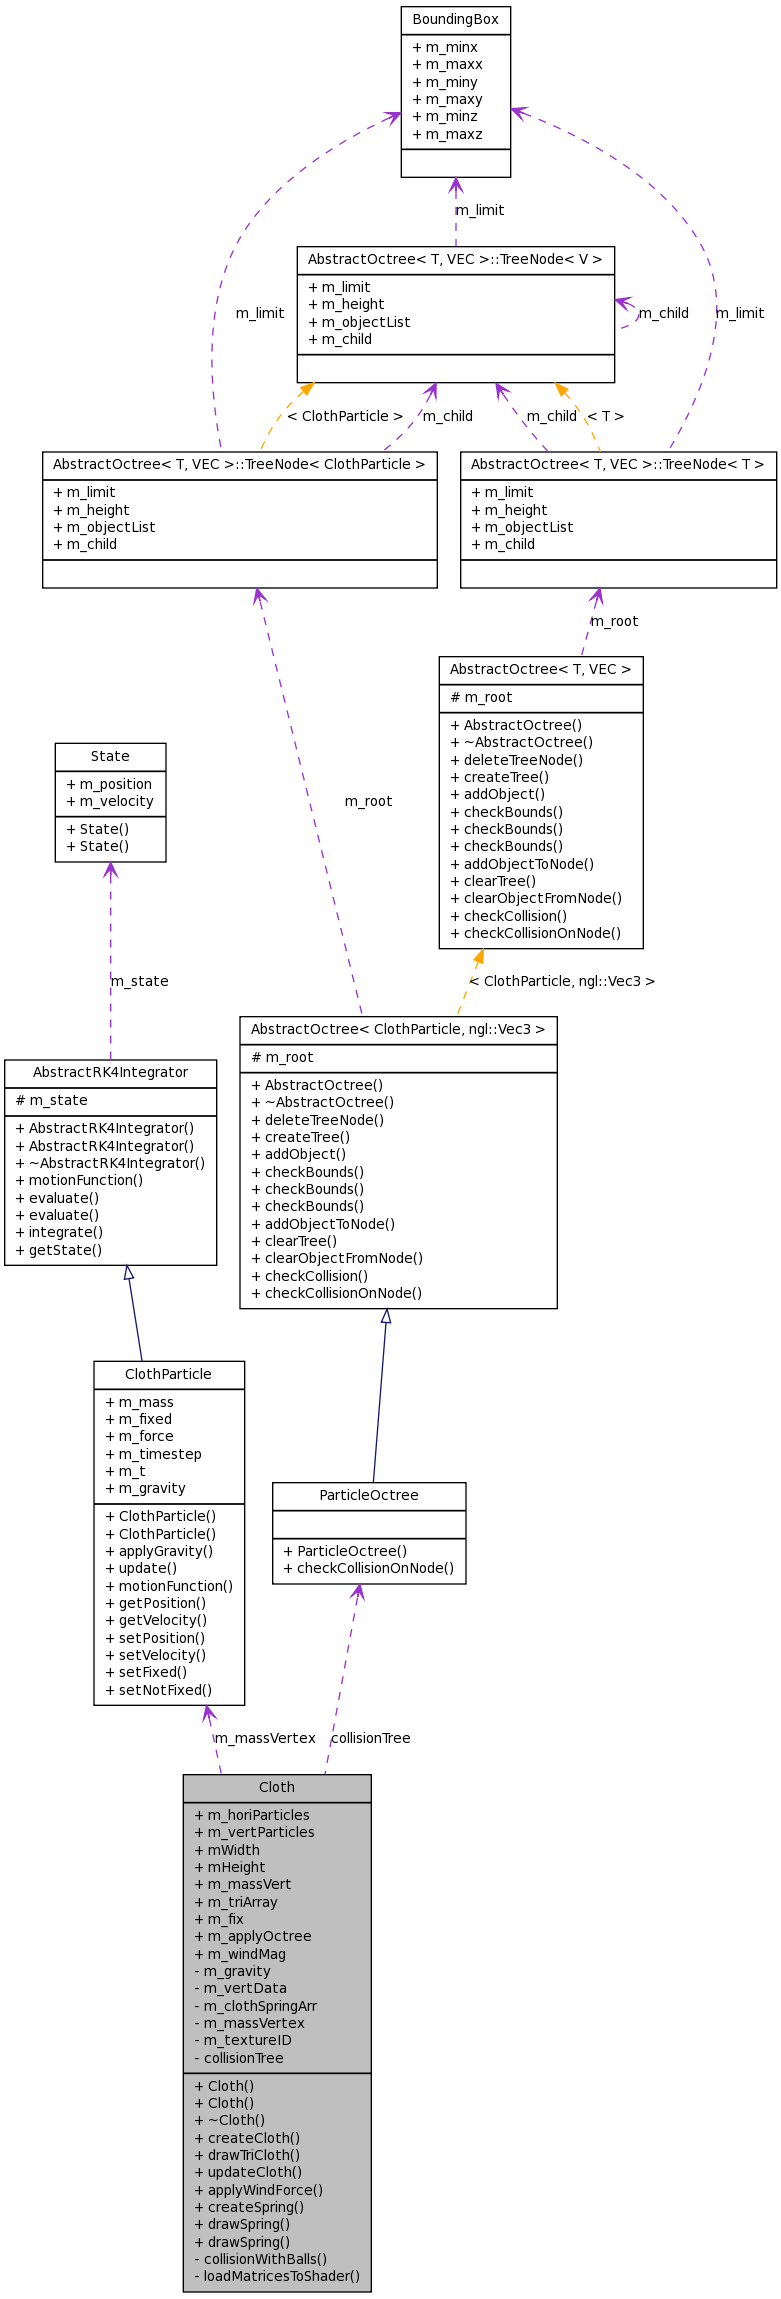 BoundingBox
+ m_minx
+ m_maxx
+ m_miny
+ m_maxy
+ m_minz
+ m_maxz
m_limit
AbstractOctree< T, VEC >::TreeNode< V >
+ m_limit
+ m_height
+ m_objectList
+ m_child
m_limit
m_child
m_limit
< ClothParticle >
m_child
m_child
< T >
AbstractOctree< T, VEC >::TreeNode< ClothParticle >
+ m_limit
+ m_height
+ m_objectList
+ m_child
AbstractOctree< T, VEC >::TreeNode< T >
+ m_limit
+ m_height
+ m_objectList
+ m_child
m_root
AbstractOctree< T, VEC >
# m_root
+ AbstractOctree()
+ ~AbstractOctree()
+ deleteTreeNode()
+ createTree()
+ addObject()
+ checkBounds()
+ checkBounds()
+ checkBounds()
+ addObjectToNode()
+ clearTree()
+ clearObjectFromNode()
+ checkCollision()
+ checkCollisionOnNode()
State
+ m_position
+ m_velocity
+ State()
+ State()
m_root
m_state
< ClothParticle, ngl::Vec3 >
AbstractOctree< ClothParticle, ngl::Vec3 >
# m_root
+ AbstractOctree()
+ ~AbstractOctree()
+ deleteTreeNode()
+ createTree()
+ addObject()
+ checkBounds()
+ checkBounds()
+ checkBounds()
+ addObjectToNode()
+ clearTree()
+ clearObjectFromNode()
+ checkCollision()
+ checkCollisionOnNode()
AbstractRK4Integrator
# m_state
+ AbstractRK4Integrator()
+ AbstractRK4Integrator()
+ ~AbstractRK4Integrator()
+ motionFunction()
+ evaluate()
+ evaluate()
+ integrate()
+ getState()
ClothParticle
+ m_mass
+ m_fixed
+ m_force
+ m_timestep
+ m_t
+ m_gravity
+ ClothParticle()
+ ClothParticle()
+ applyGravity()
+ update()
+ motionFunction()
+ getPosition()
+ getVelocity()
+ setPosition()
+ setVelocity()
+ setFixed()
+ setNotFixed()
ParticleOctree
+ ParticleOctree()
+ checkCollisionOnNode()
m_massVertex
collisionTree
Cloth
+ m_horiParticles
+ m_vertParticles
+ mWidth
+ mHeight
+ m_massVert
+ m_triArray
+ m_fix
+ m_applyOctree
+ m_windMag
- m_gravity
- m_vertData
- m_clothSpringArr
- m_massVertex
- m_textureID
- collisionTree
+ Cloth()
+ Cloth()
+ ~Cloth()
+ createCloth()
+ drawTriCloth()
+ updateCloth()
+ applyWindForce()
+ createSpring()
+ drawSpring()
+ drawSpring()
- collisionWithBalls()
- loadMatricesToShader()